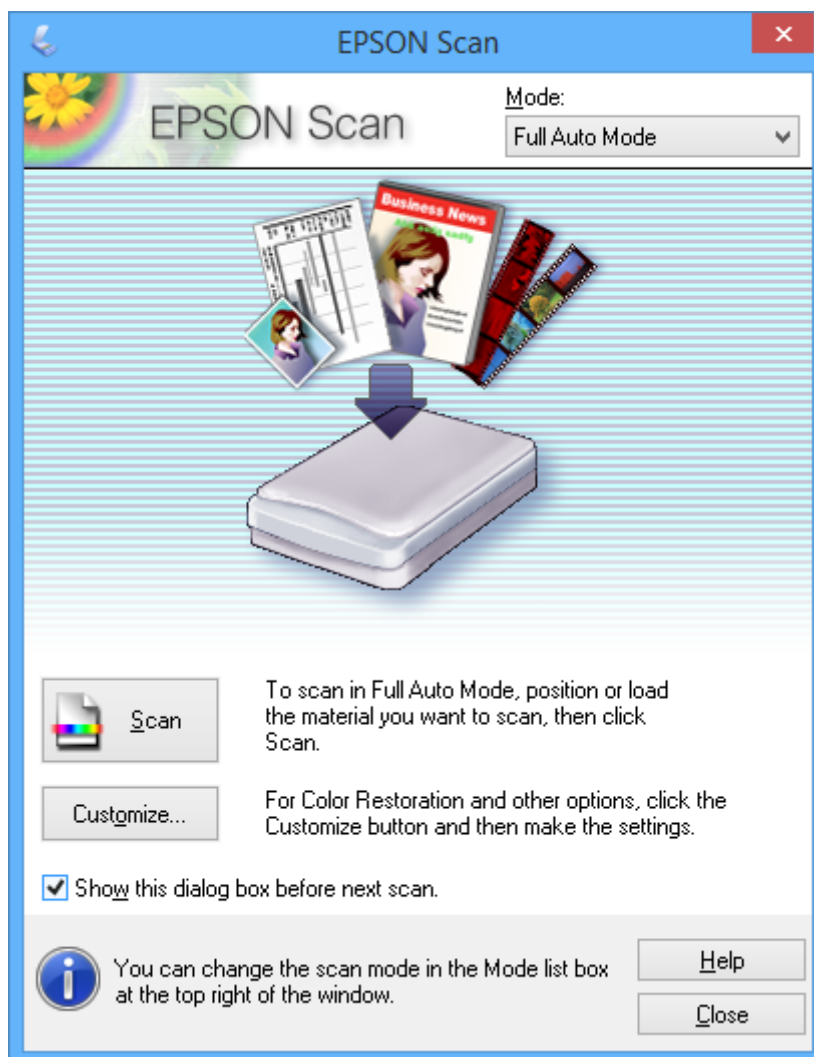 EPSON Scan
EPSON Scan
Mode:
Full Auto Mode
Business News
Scan
To scan in Full Auto Mode, position or load
the material you want to scan, then click
Scan.
Customize...
For Color Restoration and other options, click the
Customize button and then make the settings.
Show this dialog box before next scan.
You can change the scan mode in the Mode list box
at the top right of the window.
Help
Close